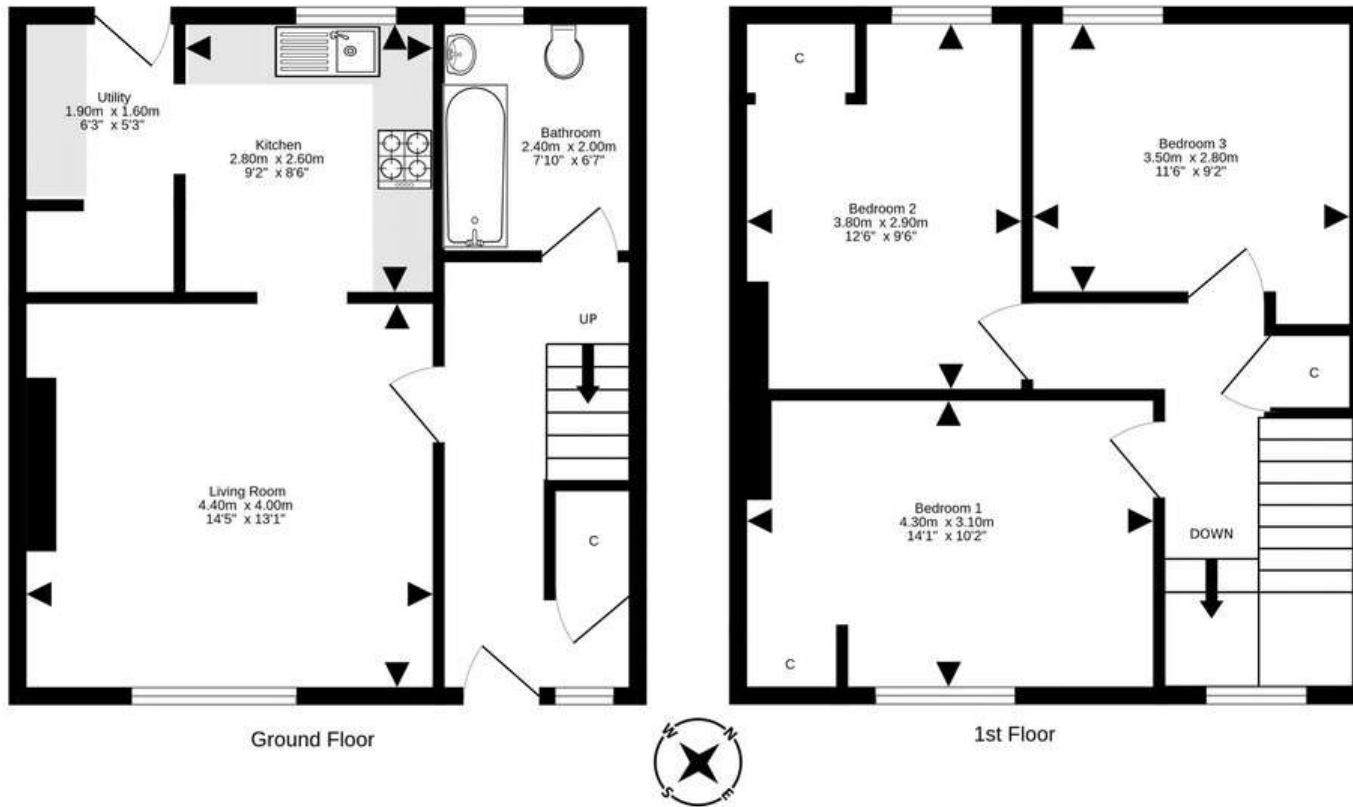 Utility
1.90m x 1.60m
6'3" x 5'3"
Kitchen
2.80m x 2.60m
9'2" x 8'6"
Bathroom
2.40m x 2.00m
7'10" x 6'7"
UP
Living Room
4.40m x 4.00m
14'5" x 13'1"
C
Ground Floor
C
Bedroom 3
3.50m x 2.80m
11'6" x 9'2"
Bedroom 2
3.80m x 2.90m
12'6" x 9'6"
C
Bedroom 1
4.30m x 3.10m
14'1" x 10'2"
DOWN
C
1st Floor
W N
S E